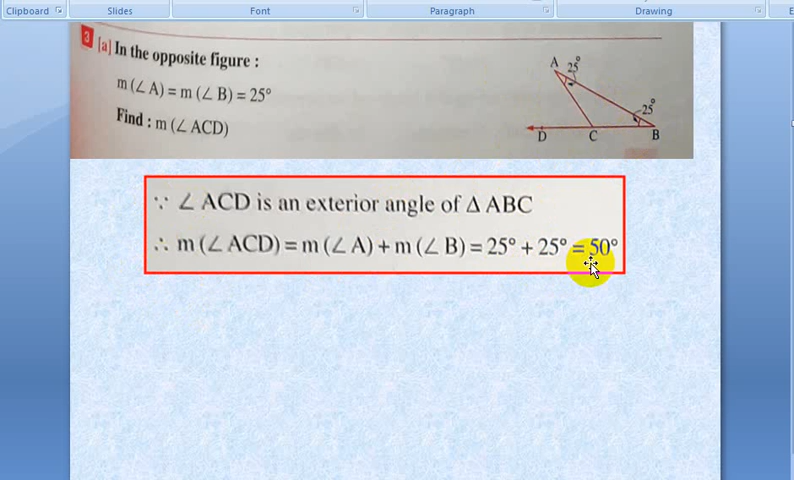 Clipboard
Slides
Font
Paragraph
Drawing
3 [a] In the opposite figure :
m (∠ A) = m (∠ B) = 25°
Find : m (∠ ACD)
A 25°
25°
D C B
∵ ∠ ACD is an exterior angle of Δ ABC
∴ m (∠ ACD) = m (∠ A) + m (∠ B) = 25° + 25° = 50°